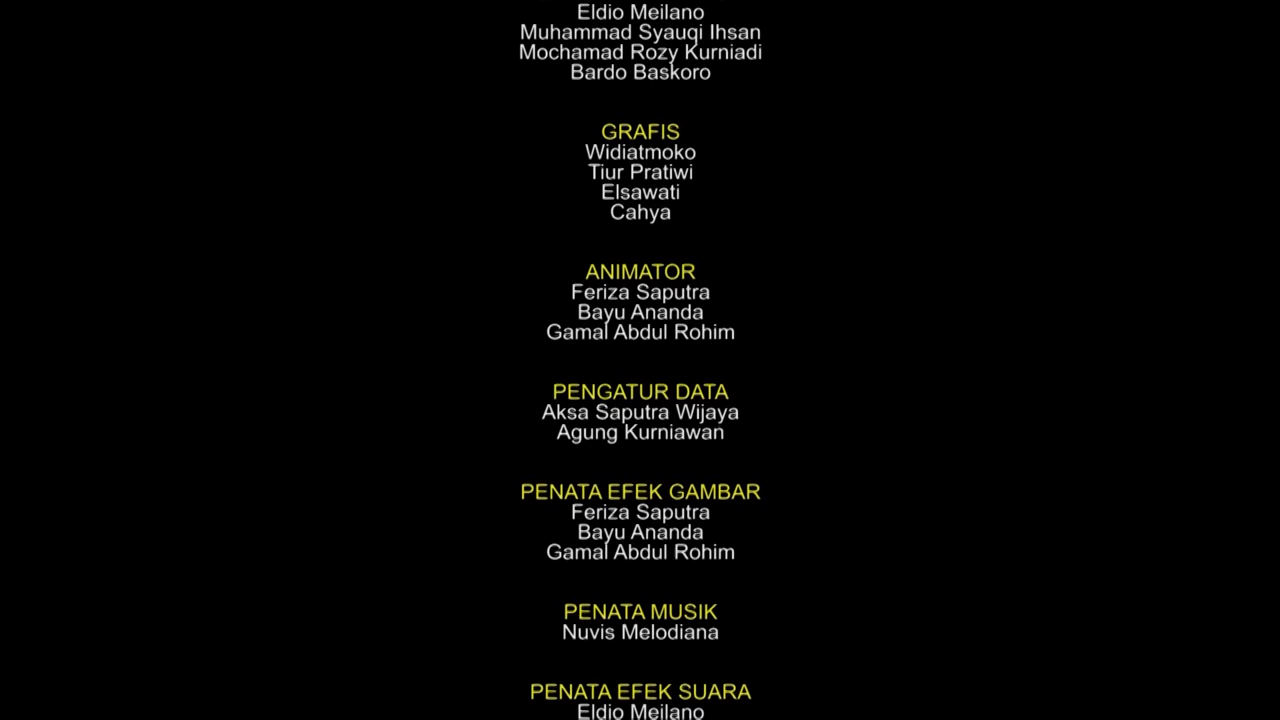 Eldio Meilano
Muhammad Syauqi Ihsan
Mochamad Rozy Kurniadi
Bardo Baskoro
GRAFIS
Widiatmoko
Tiur Pratiwi
Elsawati
Cahya
ANIMATOR
Feriza Saputra
Bayu Ananda
Gamal Abdul Rohim
PENGATUR DATA
Aksa Saputra Wijaya
Agung Kurniawan
PENATA EFEK GAMBAR
Feriza Saputra
Bayu Ananda
Gamal Abdul Rohim
PENATA MUSIK
Nuvis Melodiana
PENATA EFEK SUARA
Eldio Meilano